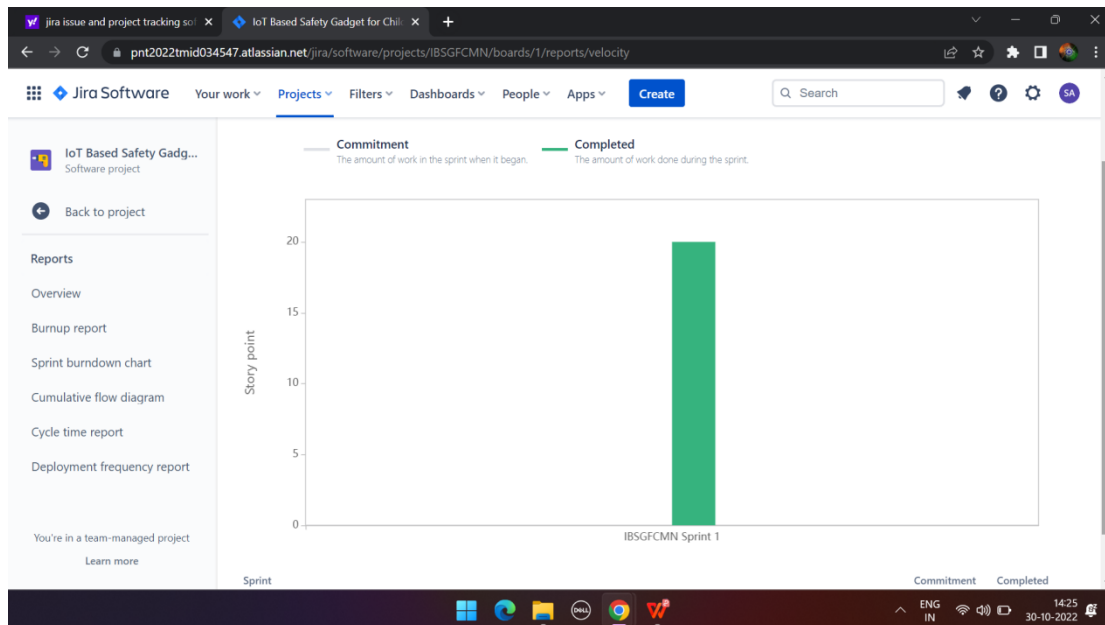 jira issue and project tracking sof
IoT Based Safety Gadget for Chil
pnt2022tmid034547.atlassian.net/jira/software/projects/IBSGFCMN/boards/1/reports/velocity
Jira Software Your work Projects Filters Dashboards People Apps Create Search SA
IoT Based Safety Gadg...
Software project
Back to project
Reports
Overview
Burnup report
Sprint burndown chart
Cumulative flow diagram
Cycle time report
Deployment frequency report
You're in a team-managed project
Learn more
Commitment
The amount of work in the sprint when it began.
Completed
The amount of work done during the sprint.
Story point
20
15
10
5
0
IBSGFCMN Sprint 1
Sprint Commitment Completed
DELL
ENG
IN
14:25
30-10-2022